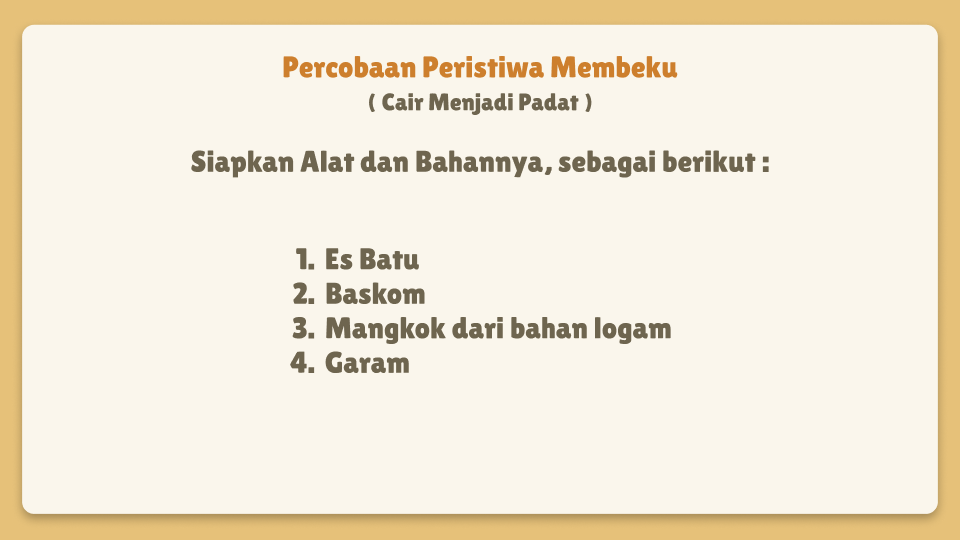 Percobaan Peristiwa Membeku
( Cair Menjadi Padat )
Siapkan Alat dan Bahannya, sebagai berikut :
1. Es Batu
2. Baskom
3. Mangkok dari bahan logam
4. Garam